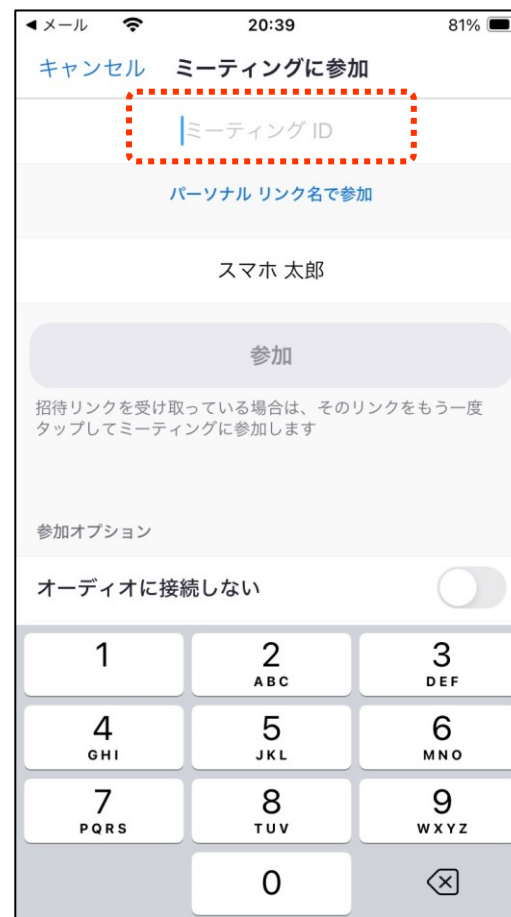 ◀メール 20:39 81%
キャンセル ミーティングに参加
ミーティング ID
パーソナル リンク名で参加
スマホ 太郎
参加
招待リンクを受け取っている場合は、そのリンクをもう一度
タップしてミーティングに参加します
参加オプション
オーディオに接続しない
1 2 3
ABC DEF
4 5 6
GHI JKL MNO
7 8 9
PQRS TUV WXYZ
0